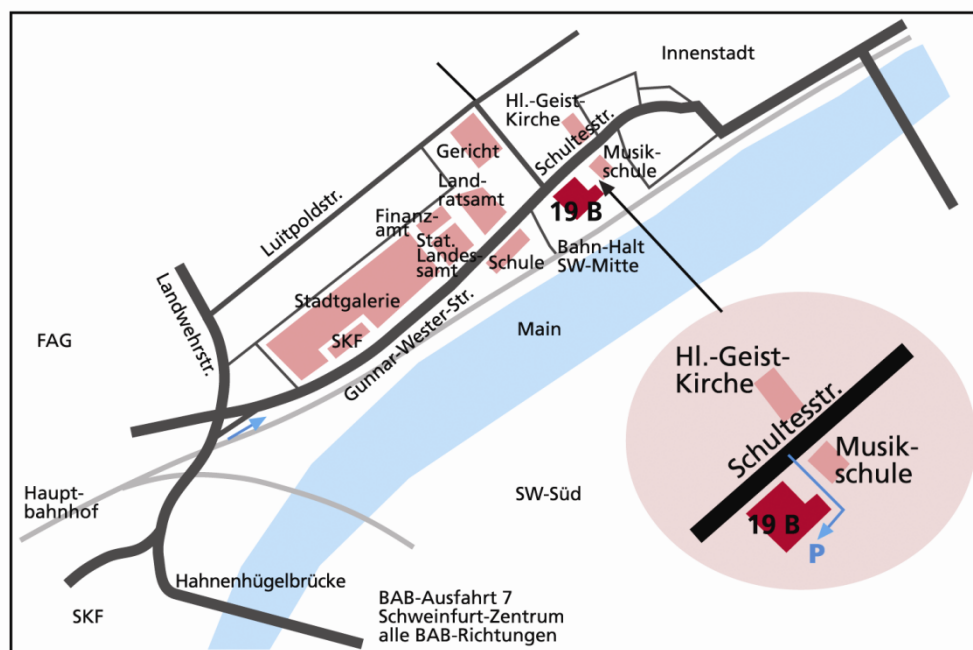 Innenstadt
Hl.-Geist-
Kirche
Schultesstr.
Musik-
schule
Gericht
Land-
ratsamt
19 B
Luitpoldstr.
Finanz-
amt
Stat.
Landes-
samt
Schule
Bahn-Halt
SW-Mitte
Landwehrstr.
Stadtgalerie
SKF
Gunnar-Wester-Str.
Main
FAG
Hl.-Geist-
Kirche
Schultesstr.
Musik-
schule
19 B
P
Haupt-
bahnhof
SW-Süd
Hahnenhügelbrücke
SKF
BAB-Ausfahrt 7
Schweinfurt-Zentrum
alle BAB-Richtungen